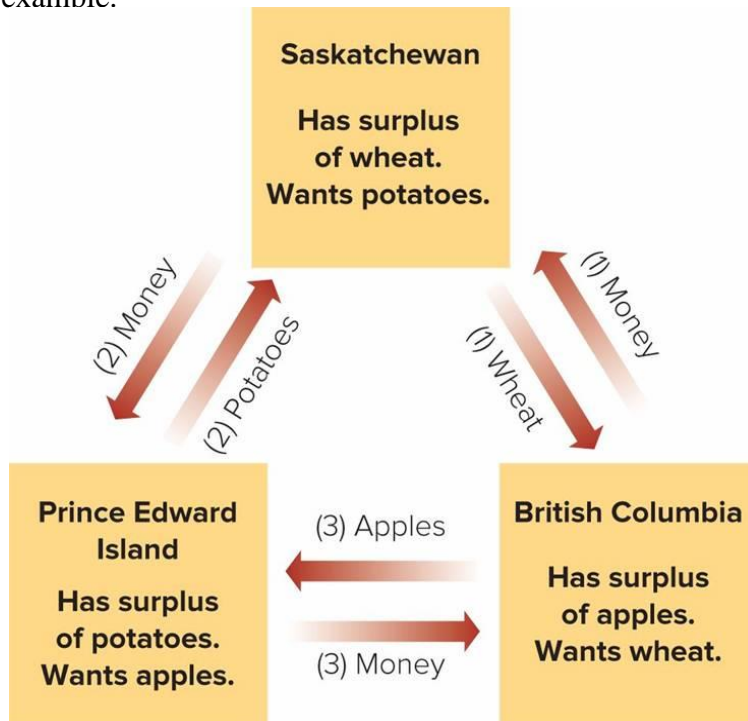 example.
Saskatchewan
Has surplus
of wheat.
Wants potatoes.
(2) Money
(2) Potatoes
(1) Wheat
(1) Money
Prince Edward
Island
Has surplus
of potatoes.
Wants apples.
(3) Apples
(3) Money
British Columbia
Has surplus
of apples.
Wants wheat.